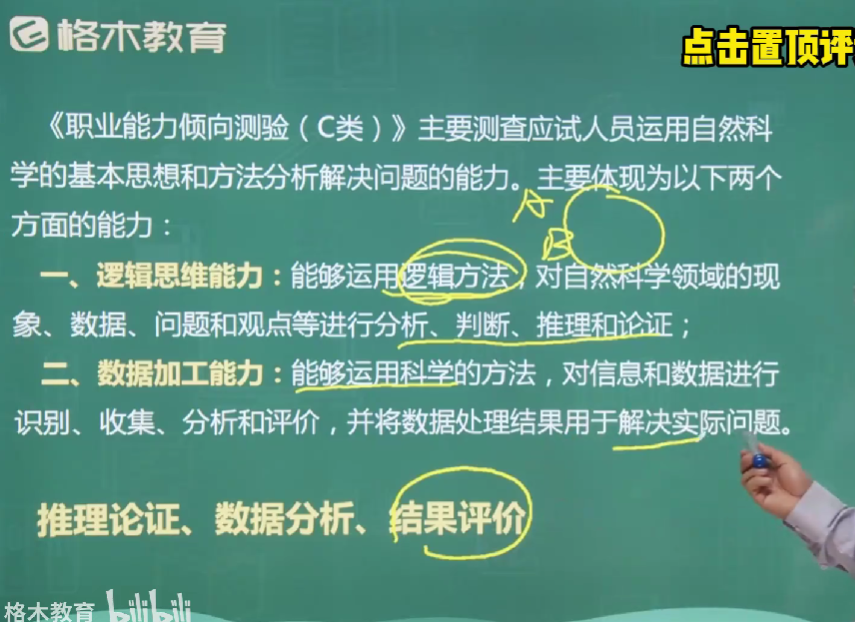 格木教育
点击置顶评
《职业能力倾向测验（C类）》主要测查应试人员运用自然科
学的基本思想和方法分析解决问题的能力。主要体现为以下两个
方面的能力：
A
B
一、逻辑思维能力：能够运用逻辑方法，对自然科学领域的现
象、数据、问题和观点等进行分析、判断、推理和论证；
二、数据加工能力：能够运用科学的方法，对信息和数据进行
识别、收集、分析和评价，并将数据处理结果用于解决实际问题。
推理论证、数据分析、结果评价
格木教育 bilibili